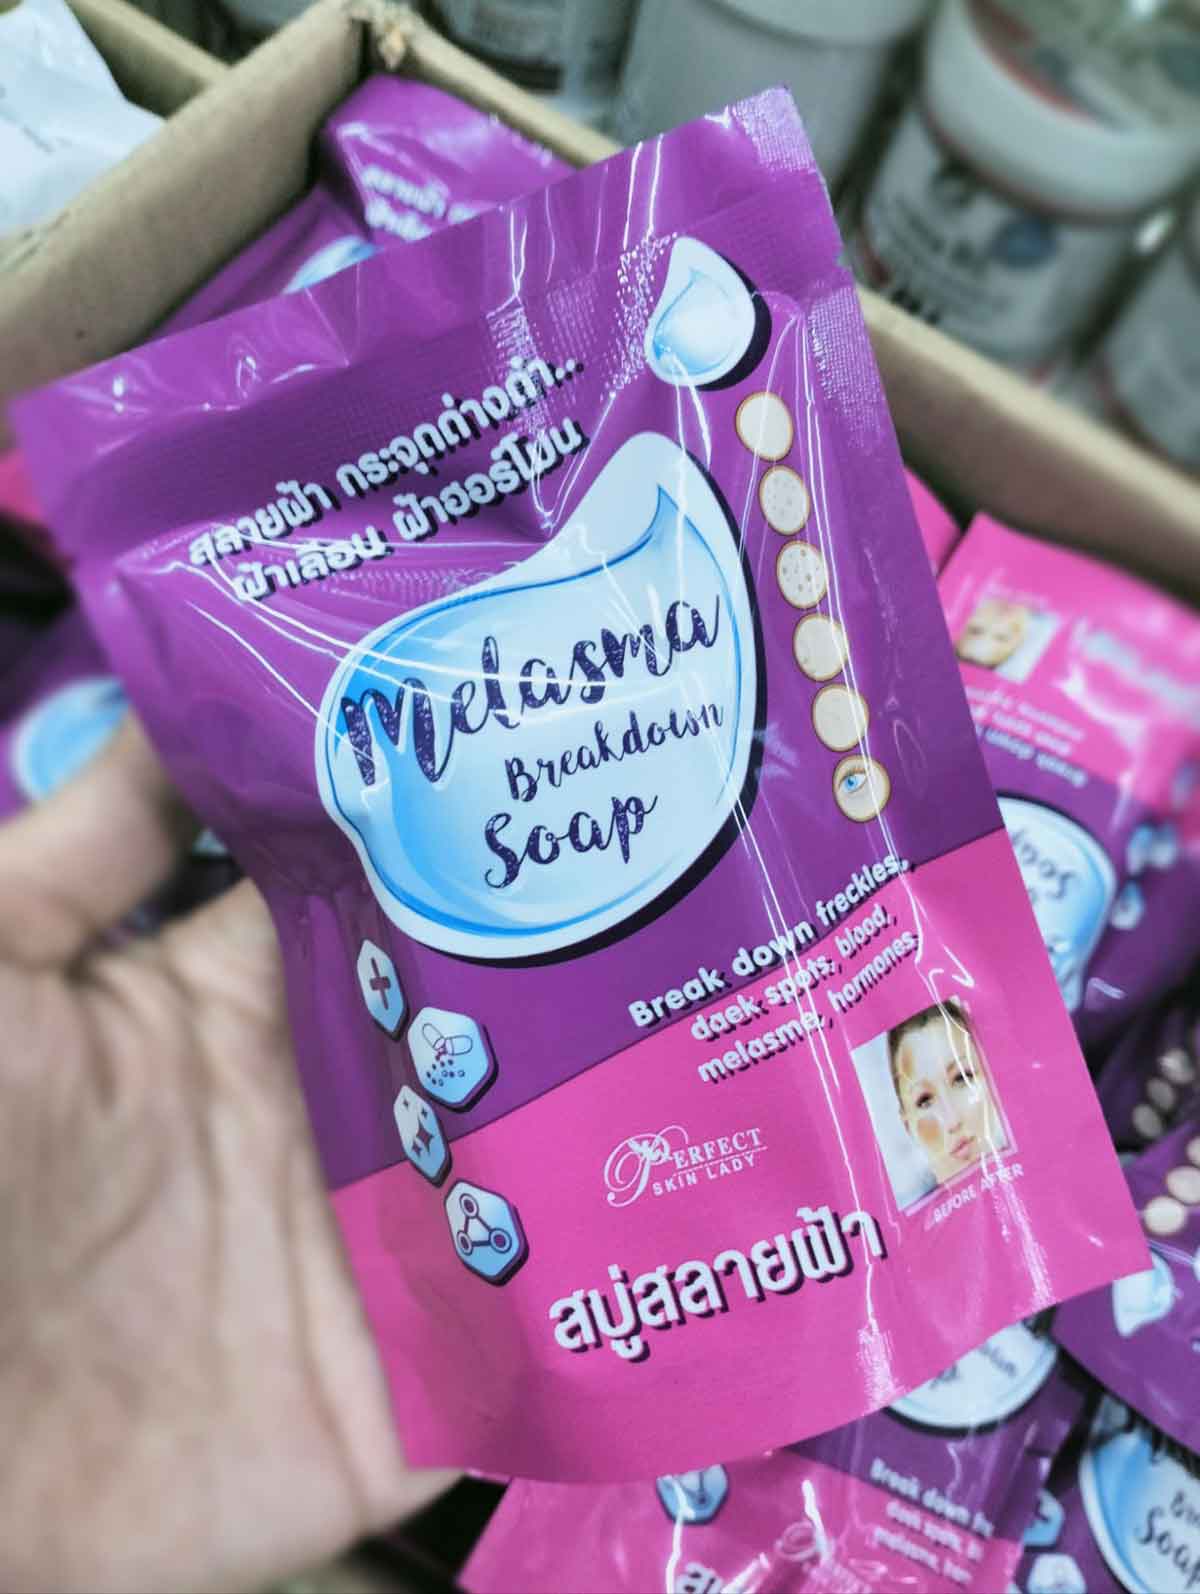 สลายฝ้า กระจุดด่างดำ..
ฝ้าเลือด ฝ้าฮอร์โมน
Melasma
Breakdown
Soap
Break down freckles,
daek spots, blood,
melasme, hormones
PERFECT
SKIN LADY
BEFORE AFTER
สบู่สลายฝ้า